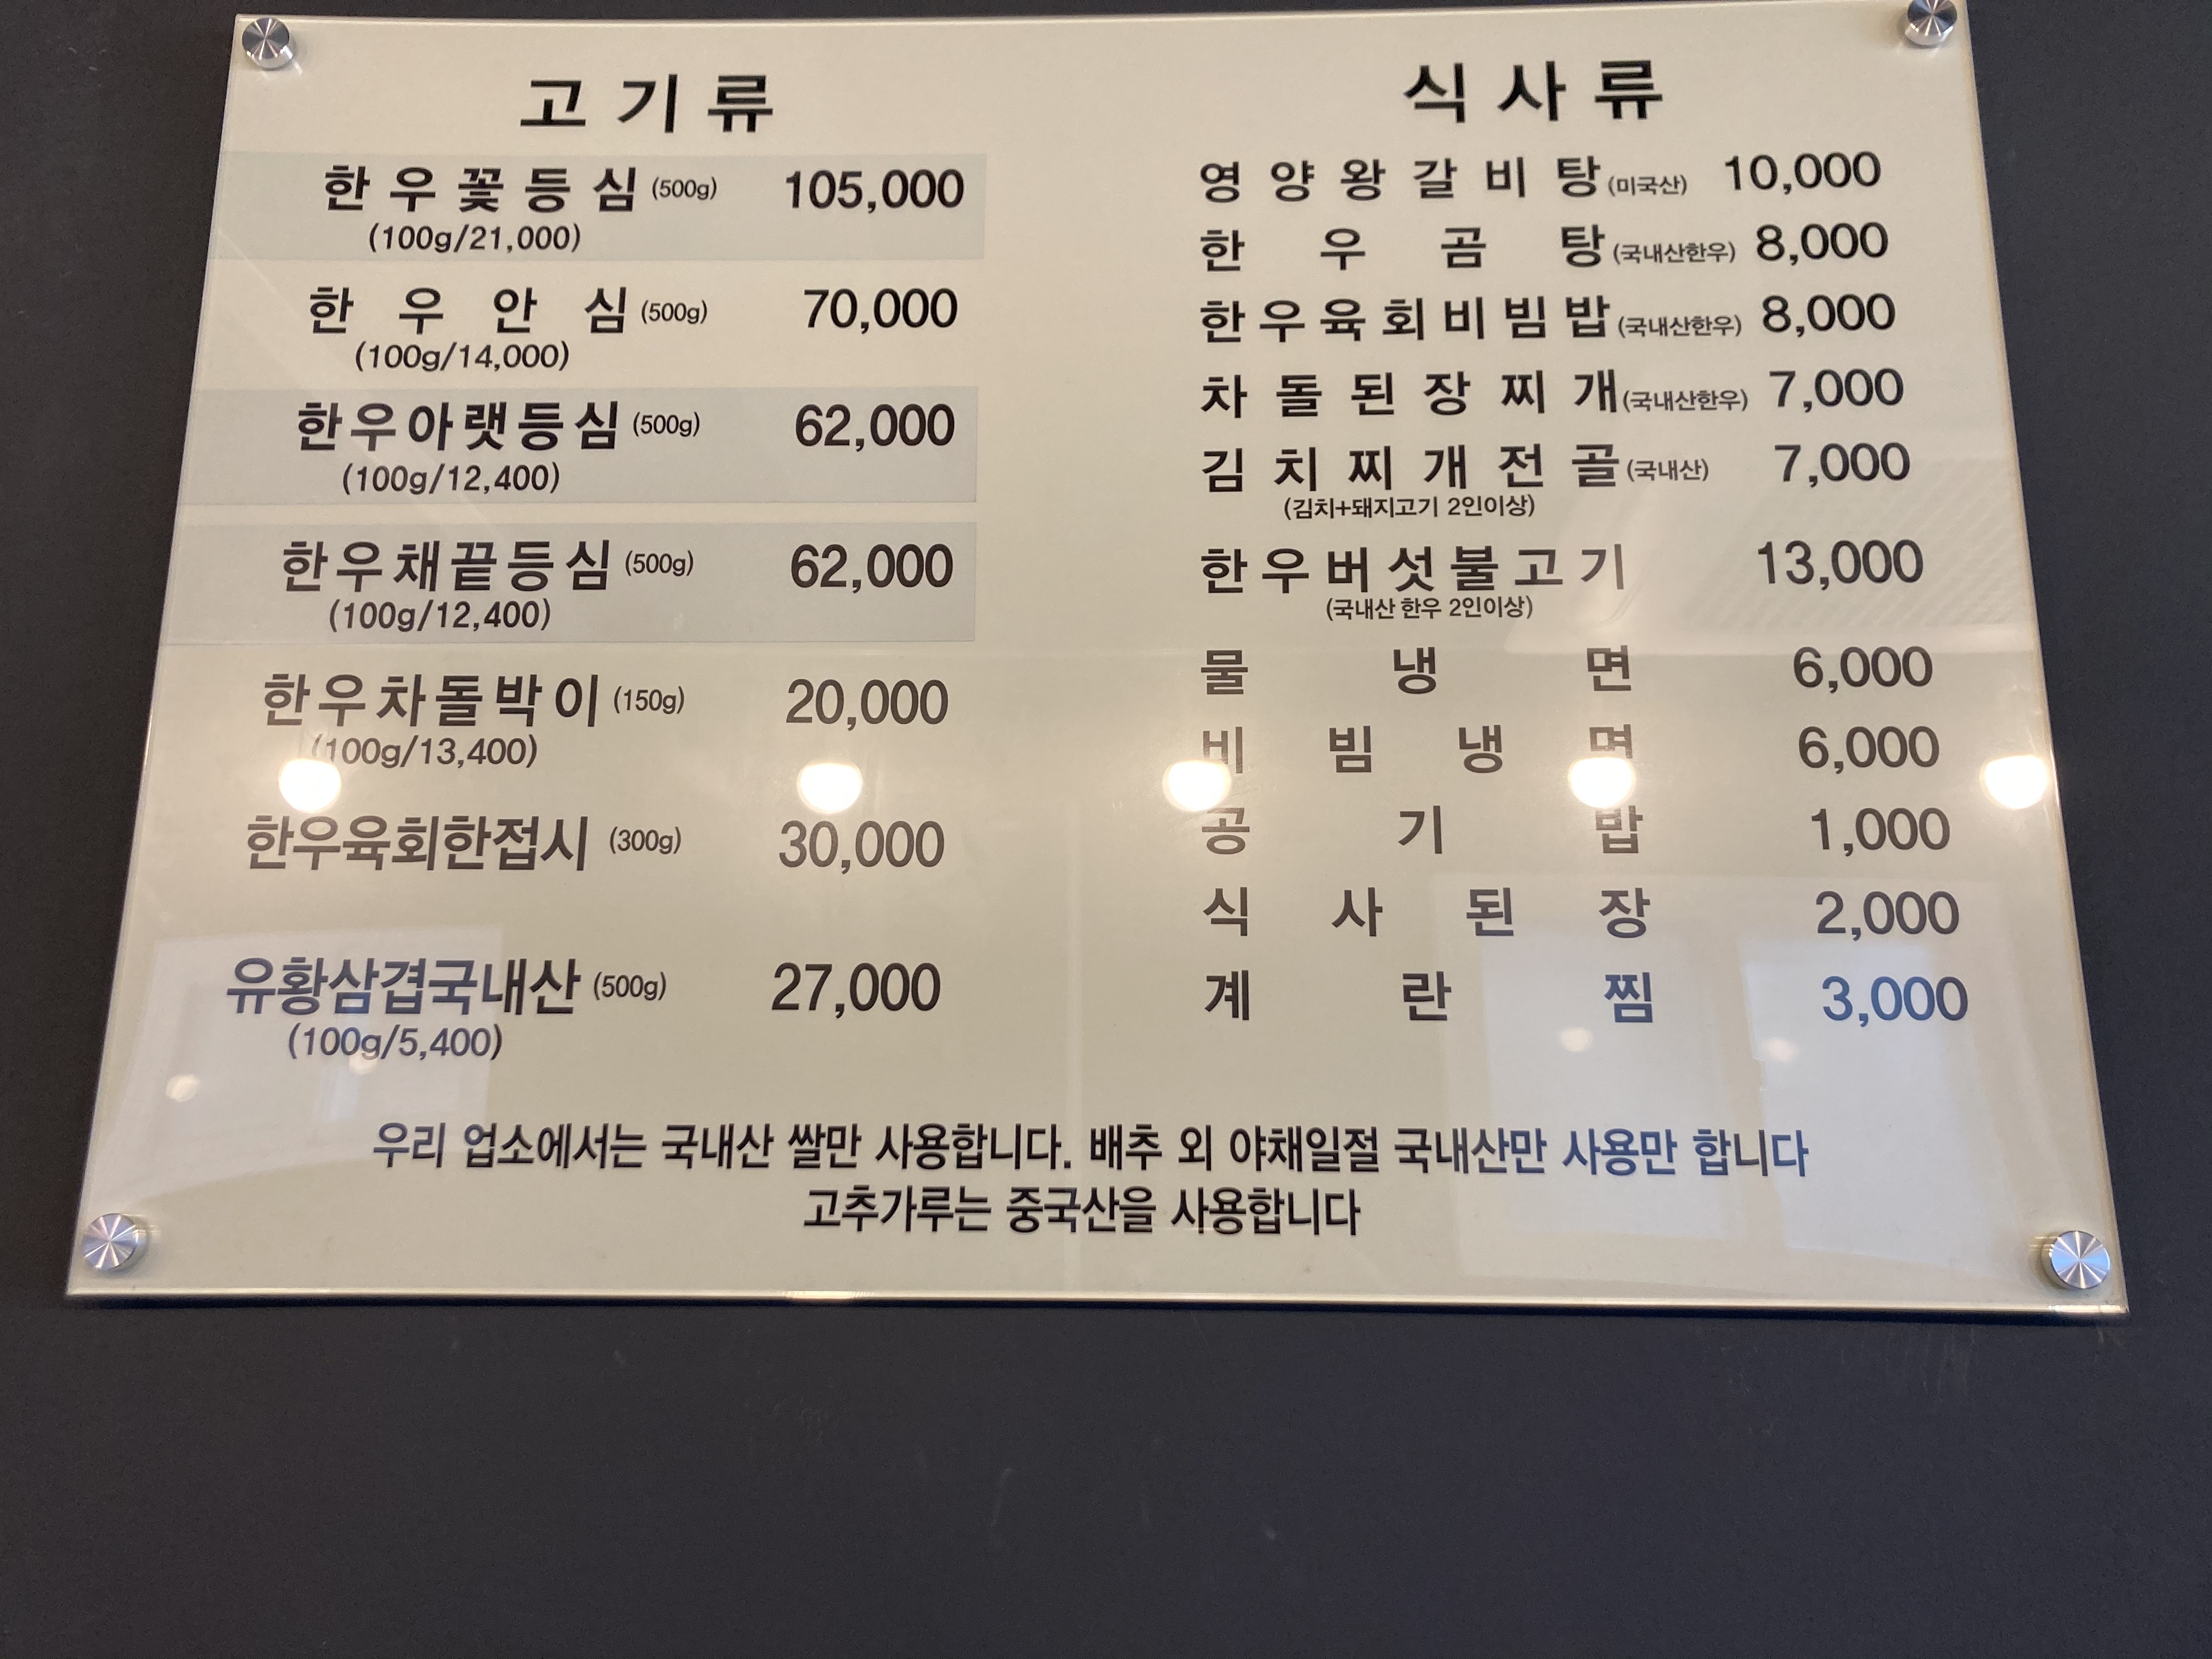 고기류
한우꽃등심 (500g) 105,000
(100g/21,000)
한우안심 (500g) 70,000
(100g/14,000)
한우아랫등심 (500g) 62,000
(100g/12,400)
한우채끝등심 (500g) 62,000
(100g/12,400)
한우차돌박이 (150g) 20,000
(100g/13,400)
한우육회한접시 (300g) 30,000
유황삼겹국내산 (500g) 27,000
(100g/5,400)
식사류
영양왕갈비탕 (미국산) 10,000
한우곰탕 (국내산한우) 8,000
한우육회비빔밥 (국내산한우) 8,000
차돌된장찌개 (국내산한우) 7,000
김치찌개전골 (국내산) 7,000
(김치+돼지고기 2인이상)
한우버섯불고기 13,000
(국내산 한우 2인이상)
물냉면 6,000
비빔냉면 6,000
공기밥 1,000
식사된장 2,000
계란찜 3,000
우리 업소에서는 국내산 쌀만 사용합니다. 배추 외 야채일절 국내산만 사용만 합니다
고추가루는 중국산을 사용합니다